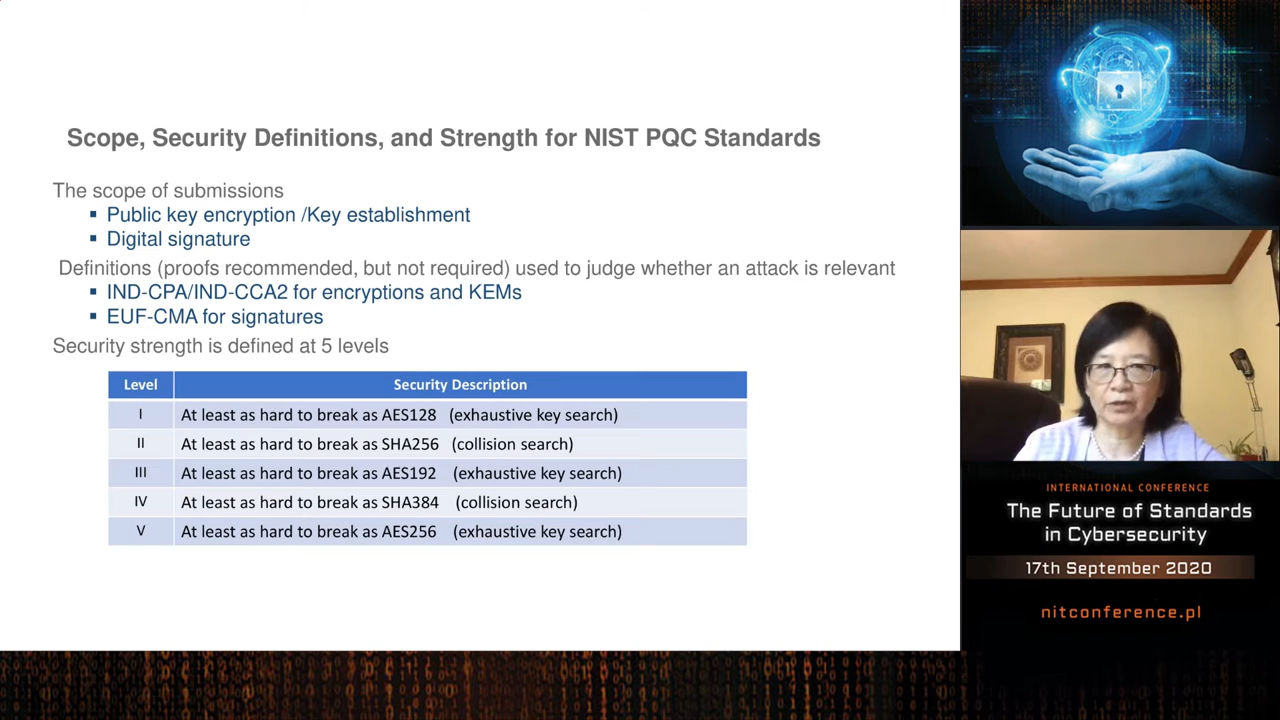 Scope, Security Definitions, and Strength for NIST PQC Standards
The scope of submissions
▪ Public key encryption /Key establishment
▪ Digital signature
Definitions (proofs recommended, but not required) used to judge whether an attack is relevant
▪ IND-CPA/IND-CCA2 for encryptions and KEMs
▪ EUF-CMA for signatures
Security strength is defined at 5 levels
Level Security Description
I At least as hard to break as AES128 (exhaustive key search)
II At least as hard to break as SHA256 (collision search)
III At least as hard to break as AES192 (exhaustive key search)
IV At least as hard to break as SHA384 (collision search)
V At least as hard to break as AES256 (exhaustive key search)
INTERNATIONAL CONFERENCE
The Future of Standards
in Cybersecurity
17th September 2020
nitconference.pl